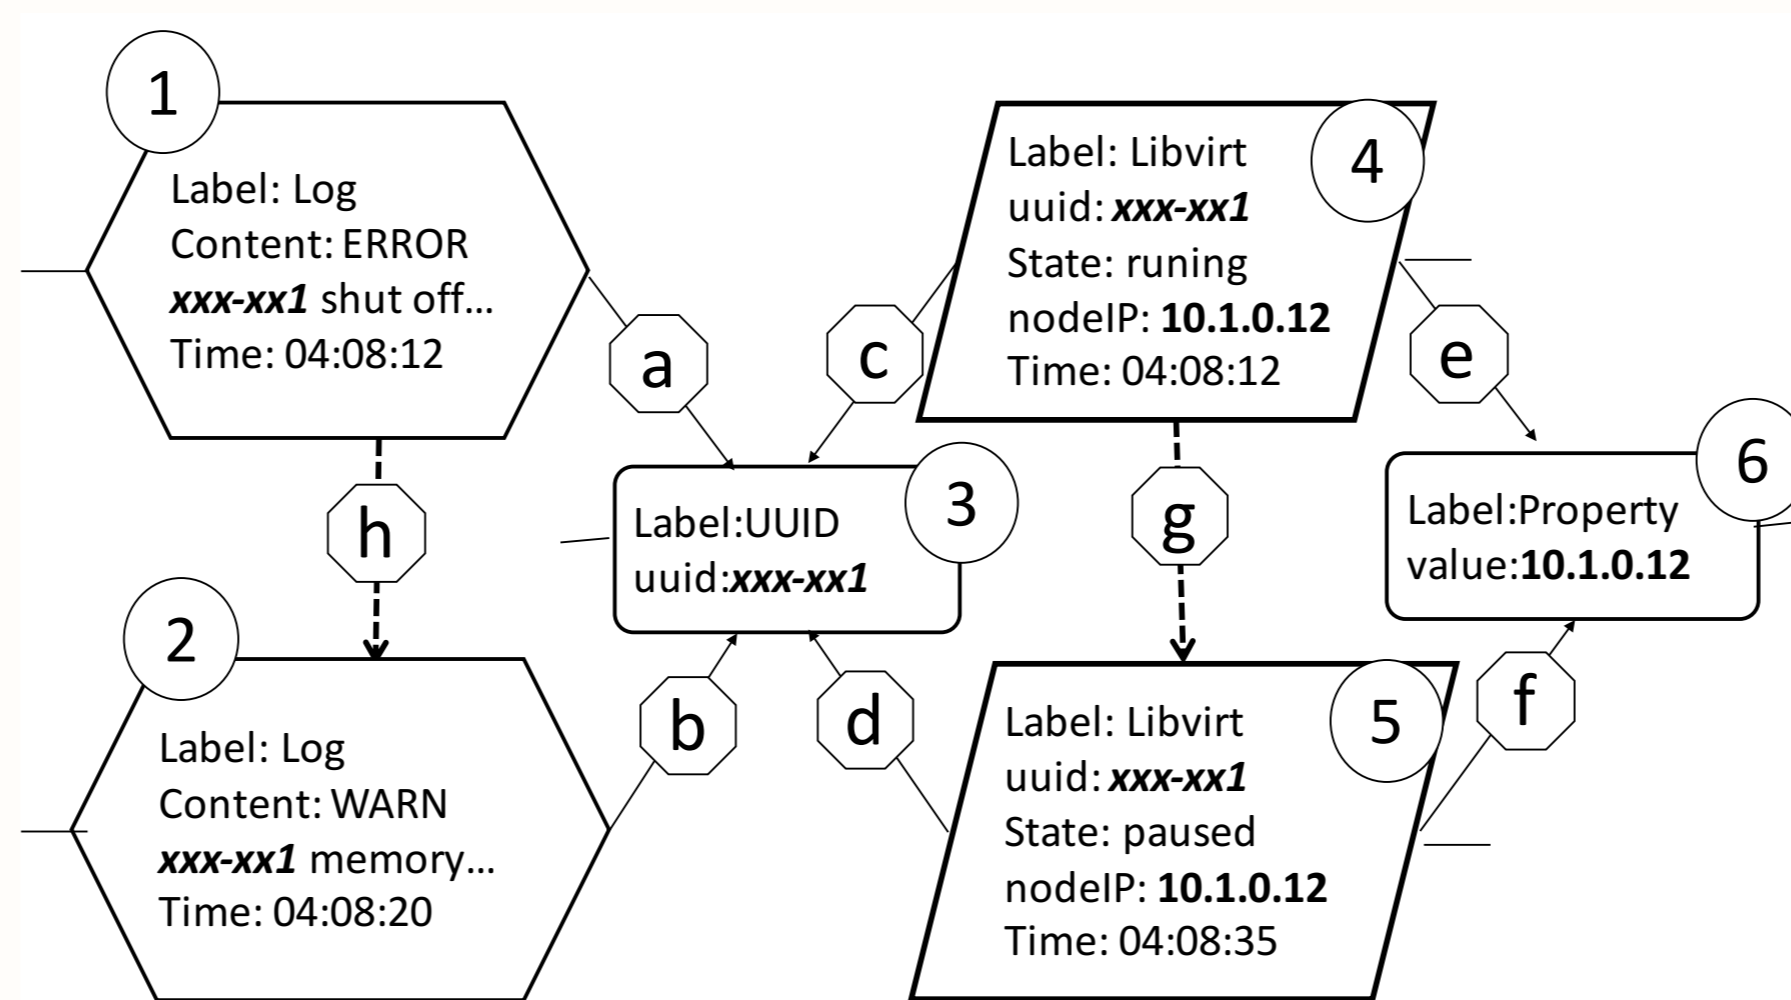 1
Label: Log
Content: ERROR
xxx-xx1 shut off...
Time: 04:08:12
a
h
2
Label: Log
Content: WARN
xxx-xx1 memory...
Time: 04:08:20
b
c
Label:UUID
uuid:xxx-xx1
3
d
4
Label: Libvirt
uuid: xxx-xx1
State: runing
nodeIP: 10.1.0.12
Time: 04:08:12
g
5
Label: Libvirt
uuid: xxx-xx1
State: paused
nodeIP: 10.1.0.12
Time: 04:08:35
e
6
Label:Property
value:10.1.0.12
f